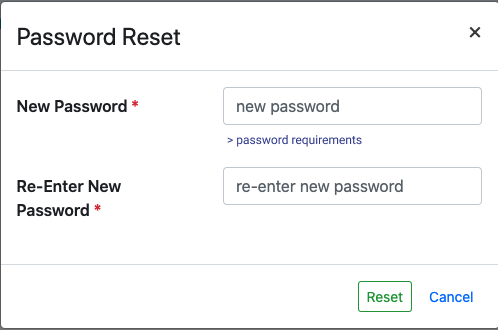 Password Reset ×
New Password * new password
> password requirements
Re-Enter New
Password * re-enter new password
Reset Cancel